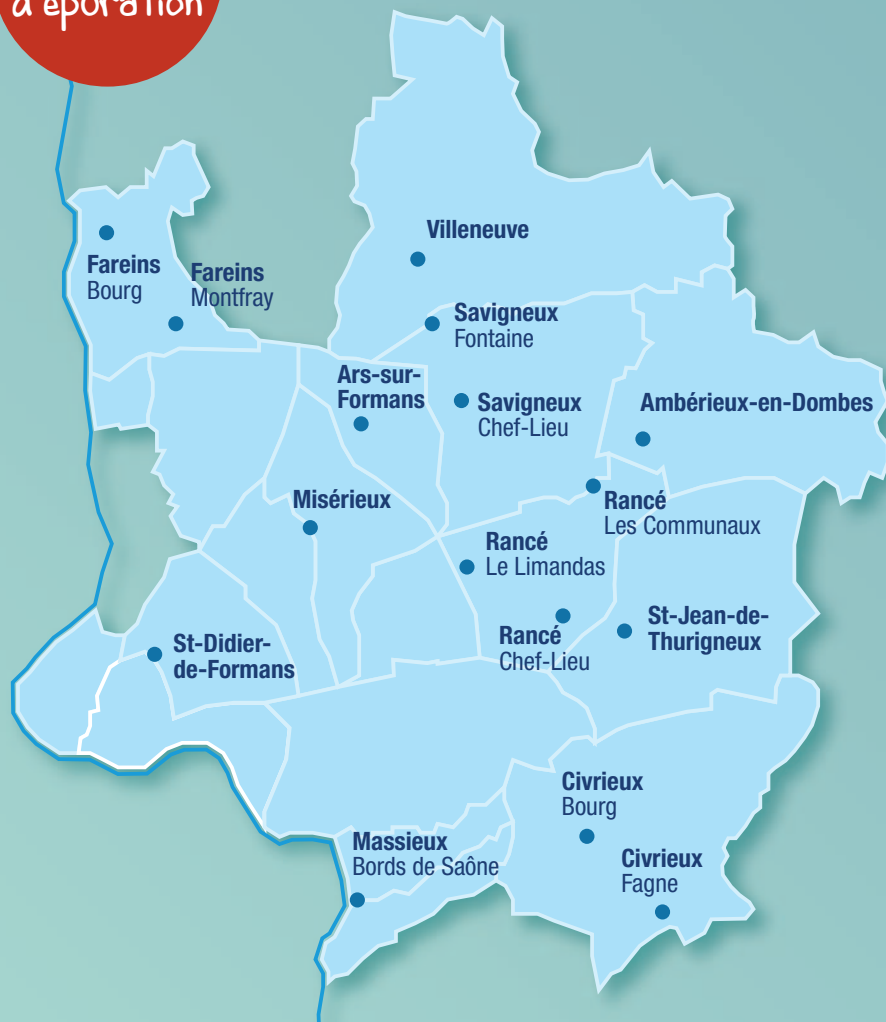 d'épuration
Villeneuve
Fareins
Bourg
Fareins
Montfray
Savigneux
Fontaine
Ars-sur-
Formans
Savigneux
Chef-Lieu
Ambérieux-en-Dombes
Misérieux
Rancé
Les Communaux
Rancé
Le Limandas
St-Jean-de-
Thurigneux
Rancé
Chef-Lieu
St-Didier-
de-Formans
Civrieux
Bourg
Massieux
Bords de Saône
Civrieux
Fagne